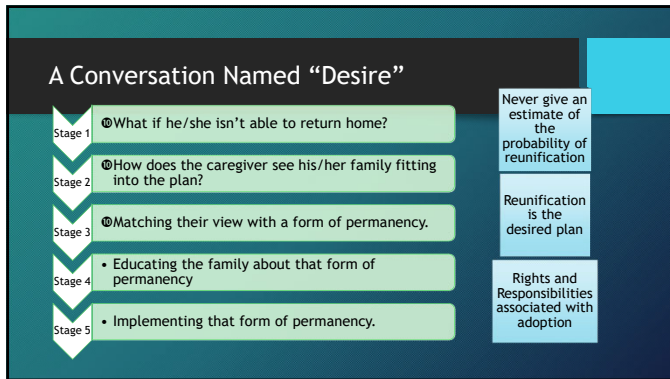 A Conversation Named “Desire”
Stage 1
❿What if he/she isn’t able to return home?
Stage 2
❿How does the caregiver see his/her family fitting
into the plan?
Stage 3
❿Matching their view with a form of permanency.
Stage 4
• Educating the family about that form of
permanency
Stage 5
• Implementing that form of permanency.
Never give an
estimate of
the
probability of
reunification
Reunification
is the
desired plan
Rights and
Responsibilities
associated with
adoption